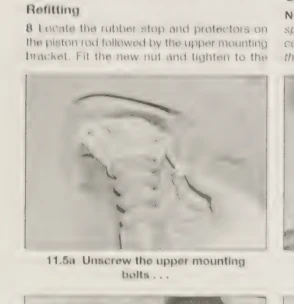 Refitting
8 Locate the rubber stop and protectors on
the piston rod followed by the upper mounting
bracket. Fit the new nut and tighten to the
11.5a Unscrew the upper mounting
bolts . . .
N